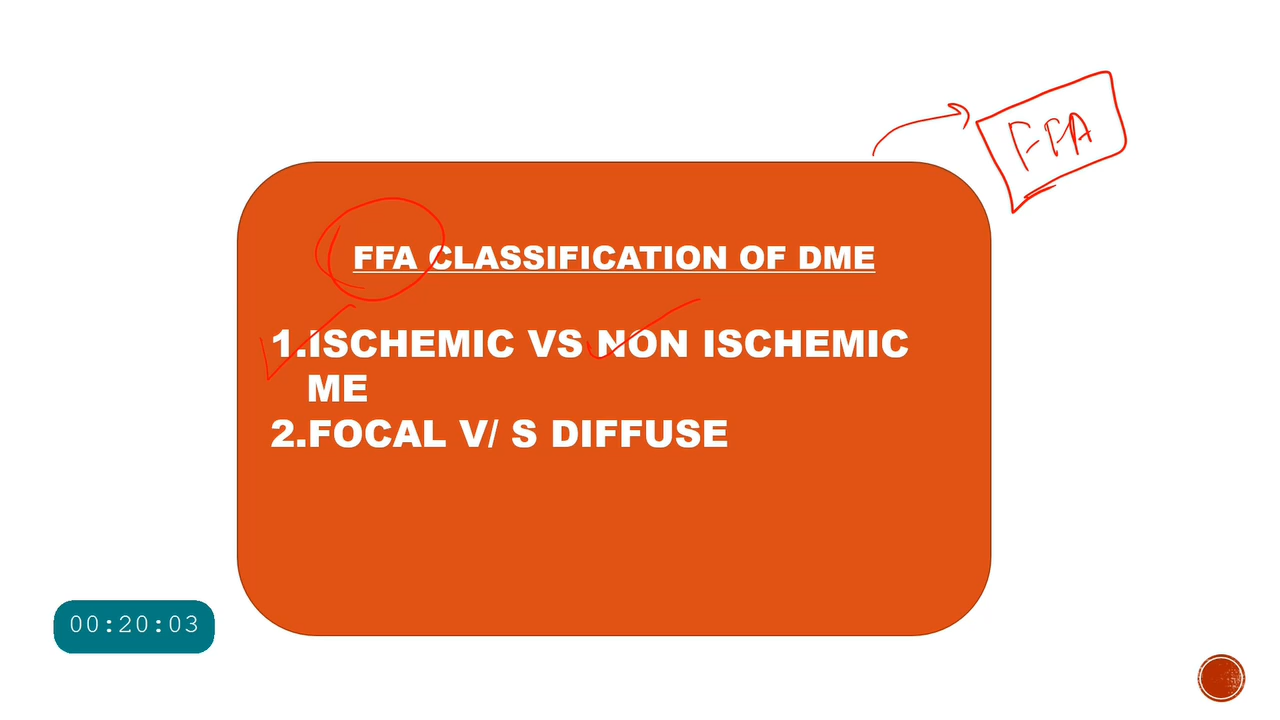 FFA
FFA CLASSIFICATION OF DME
1.ISCHEMIC VS NON ISCHEMIC
ME
2.FOCAL V/ S DIFFUSE
00:20:03